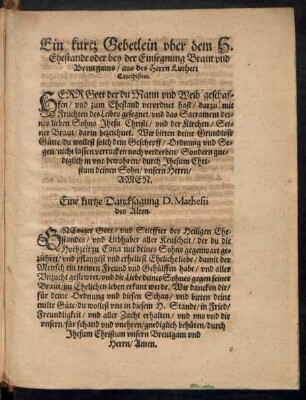 Ein kurtz Gebetlein vber dem H.
Ehestande oder bey der Einsegnung Braut vnd
Breutgams / aus des Herrn Lutheri
Catechismo.
HERR Gott der du Mann vnd Weib geschaf-
fen / vnd zum Ehestand verordnet hast / darzu mit
Früchten des Leibes gesegnet / vnd das Sacrament dei-
nes lieben Sohns Jhesu Christi / vnd der Kirchen / Sei-
ner Braut / darin bezeichnet. Wir bitten deine Grundlose
Güte / du wollest solch dein Geschepff / Ordnung vnd Se-
gen / nicht lassen verrucken noch verderben / Sondern gne-
diglich in vns bewahren / durch Jhesum Chri-
stum deinen Sohn / vnsern Herrn /
AMEN.
Eine kurtze Dancksagung D. Mathesii
des Alten.
GNediger Gott / vnd Stieffter des Heiligen Ehe-
standes / vnd Liebhaber aller Keuscheit / der du die
Hochzeit zu Cana mit deines Sohns gegenwart ge-
zieret / vnd pflantzest vnd erheltest Eheliche liebe / damit der
Mensch ein trewen Freund vnd Gehülffen habe / vnd aller
Vnzucht gestewret / vnd die Liebe deines Sohnes gegen seiner
Braut / im Ehelichen leben erkant werde. Wir dancken dir
für deine Ordnung vnd diesen Schatz / vnd bitten deine
milte Güte / du wollest vns in diesem H. Stande / in Fried /
Freundligkeit / vnd aller Zucht erhalten / vnd vns vnd die
vnsern / für schand vnd vnehren / gnediglich behüten / durch
Jhesum Christum vnsern Breutgam vnd
Herrn / Amen.